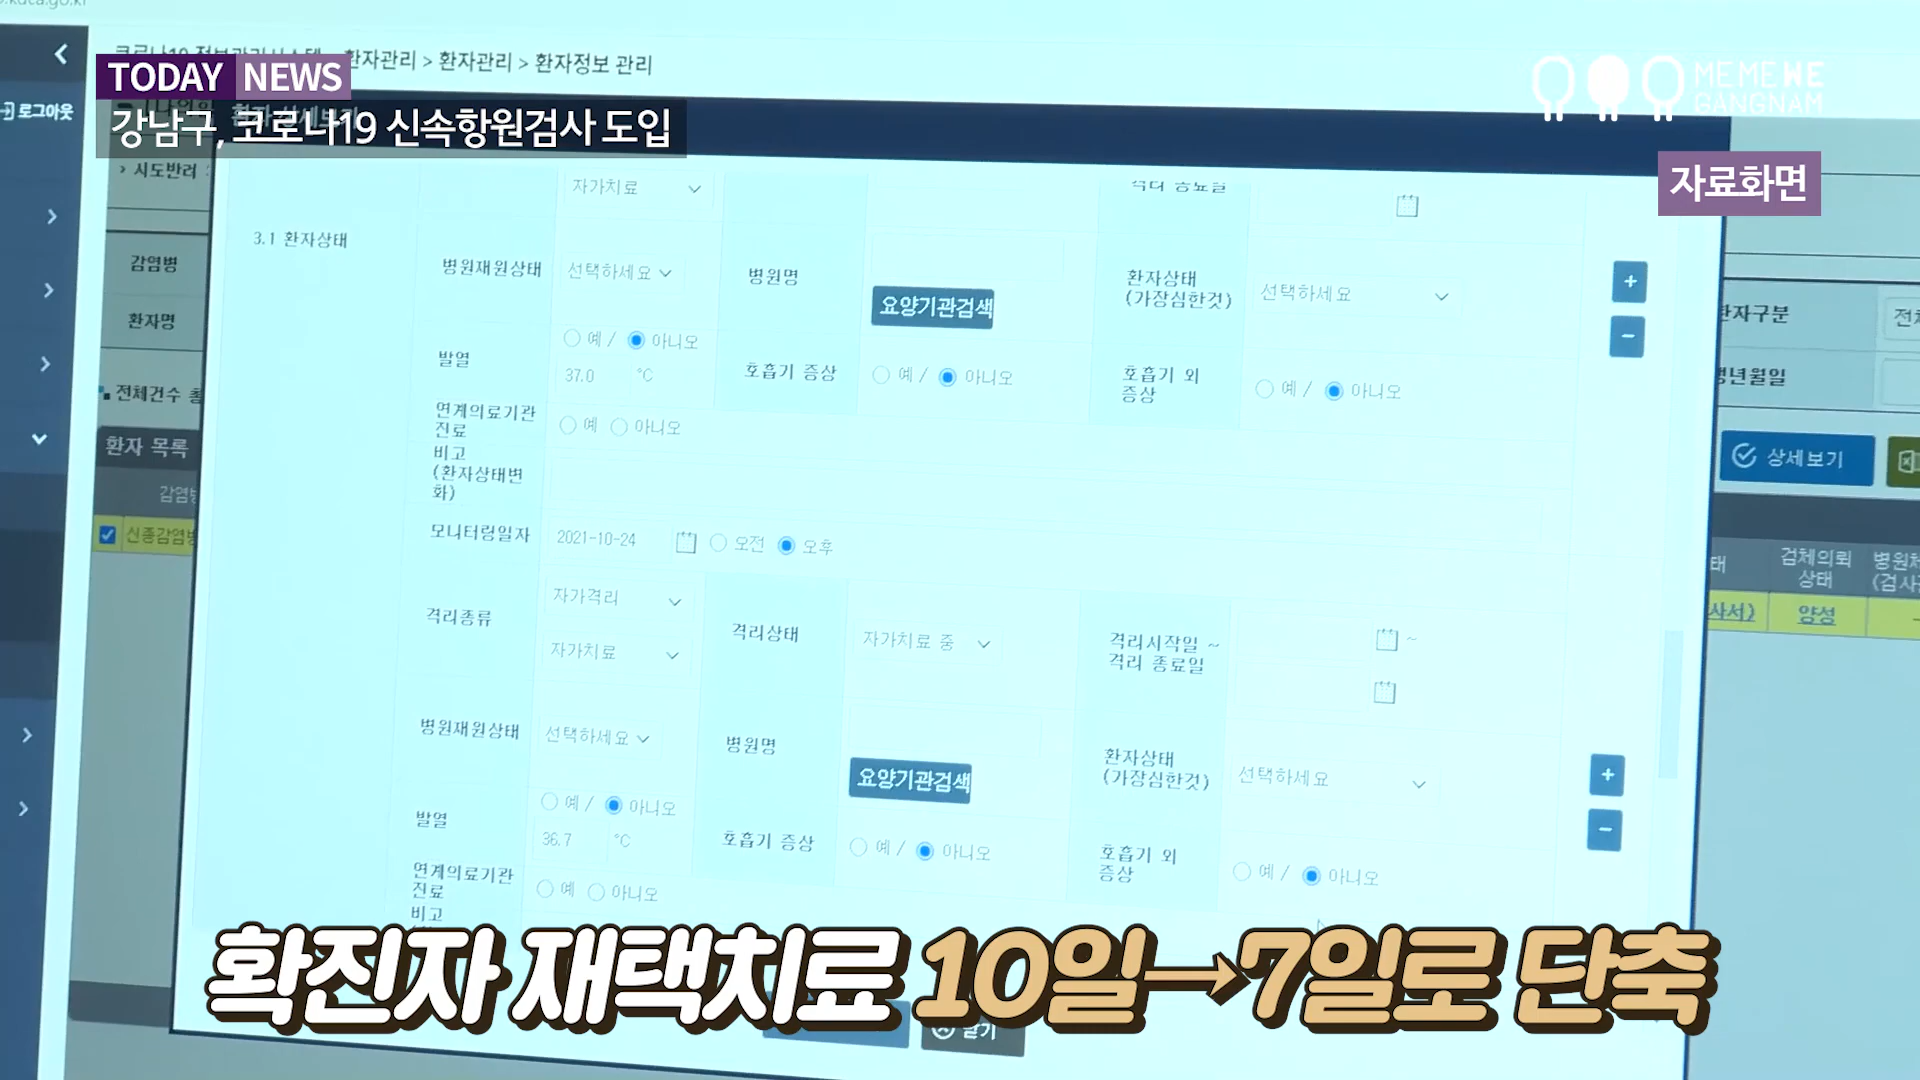 환자관리 > 환자관리 > 환자정보 관리
TODAY NEWS
MEMEWE
GANGNAM
로그아웃
강남구, 코로나19 신속항원검사 도입
시도반려
자료화면
자가치료
격리 종료일
3.1 환자상태
감염병
병원재원상태 선택하세요 병원명
환자상태
(가장심한것) 선택하세요
+
요양기관검색
환자명
환자구분
-
발열 예 / 아니오
37.0 °C
호흡기 증상 예 / 아니오
호흡기 외
증상 예 / 아니오
생년월일
전체건수 총
연계의료기관
진료 예 아니오
환자 목록
비고
(환자상태변
화)
상세보기
모니터링일자 2021-10-24 오전 오후
검체의뢰
상태
양성
격리종류 자가격리
자가치료
격리상태 자가치료 중
격리시작일 ~
격리 종료일
~
병원재원상태 선택하세요 병원명
환자상태
(가장심한것) 선택하세요
+
요양기관검색
-
발열 예 / 아니오
36.7 °C
호흡기 증상 예 / 아니오
호흡기 외
증상 예 / 아니오
연계의료기관
진료 예 아니오
비고
확진자 재택치료 10일→7일로 단축
닫기